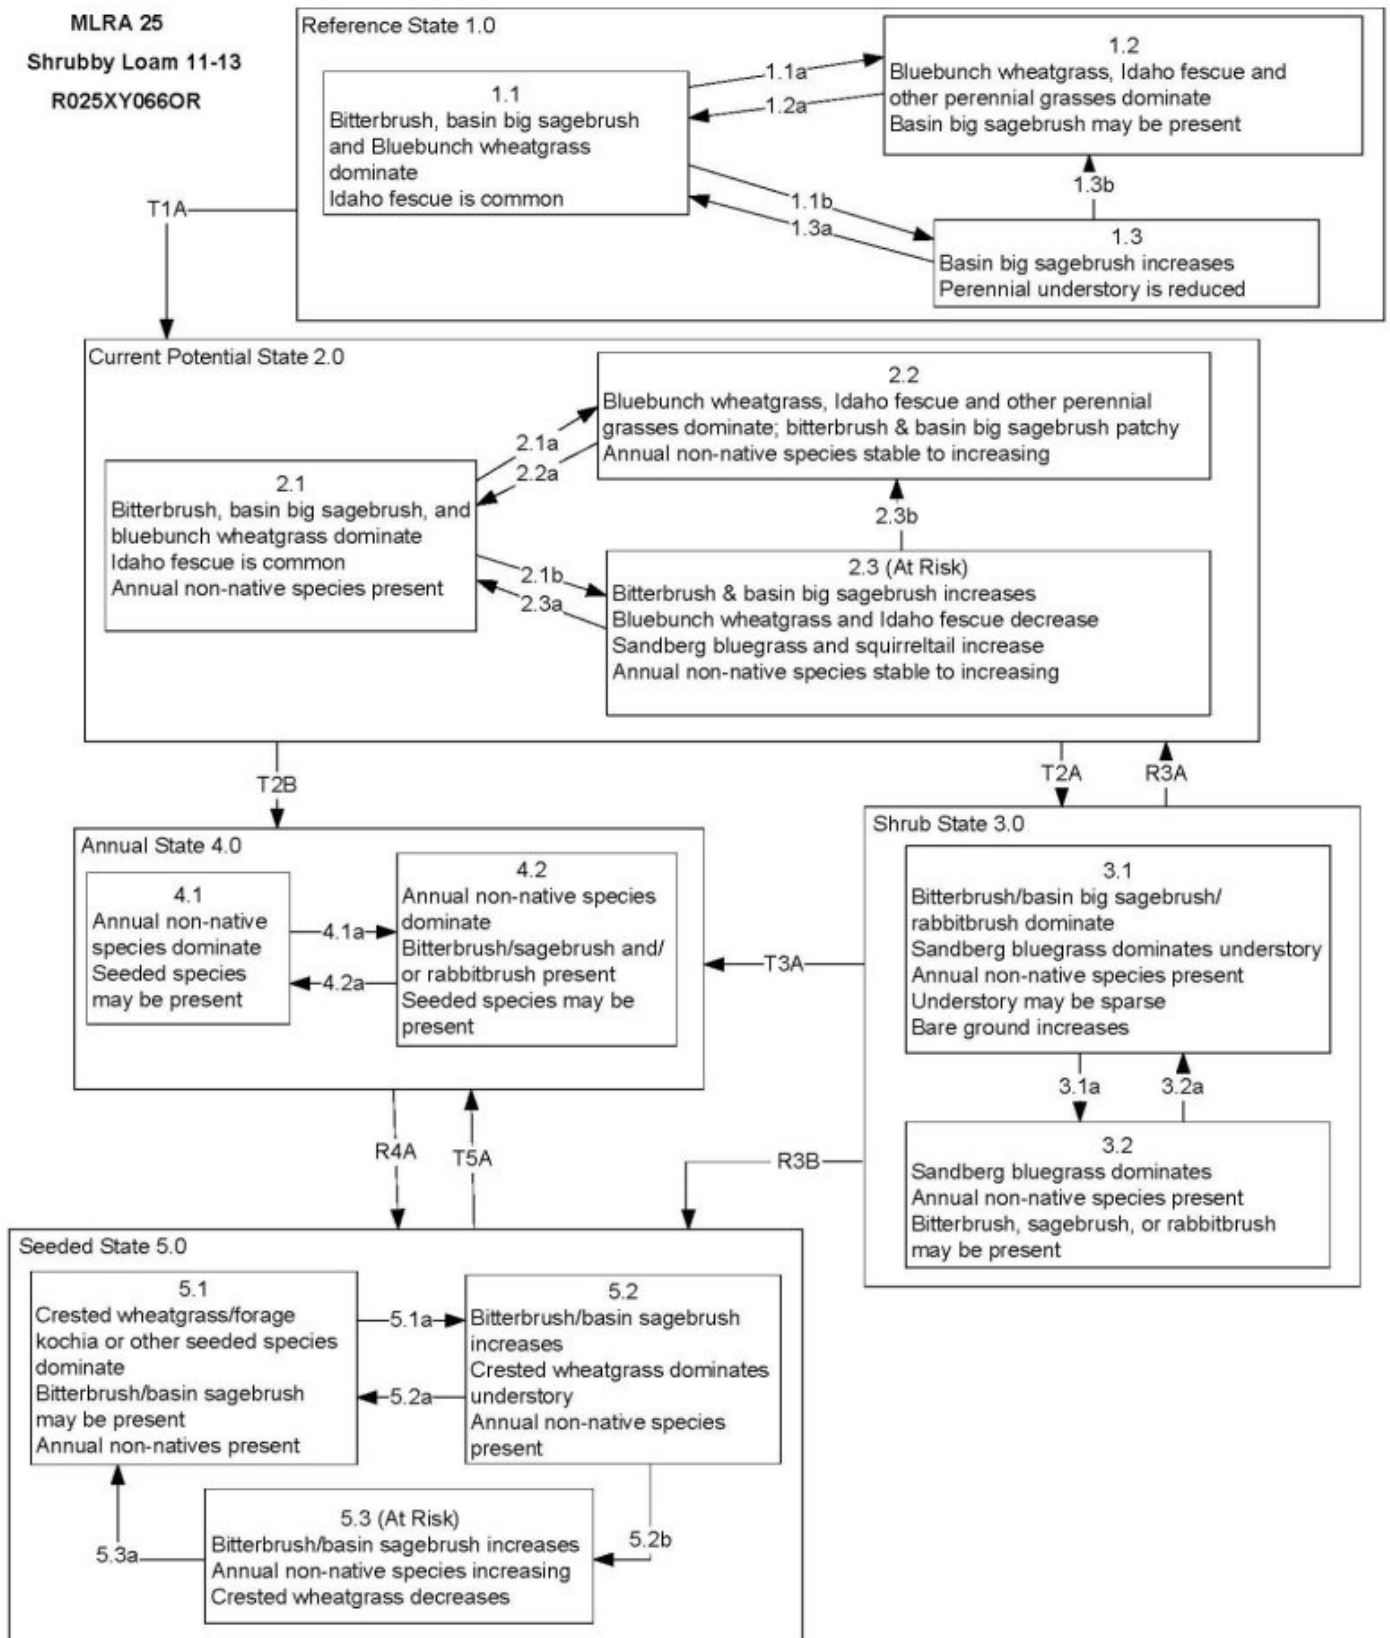 MLRA 25
Shrubby Loam 11-13
R025XY066OR
Reference State 1.0
1.1
Bitterbrush, basin big sagebrush
and Bluebunch wheatgrass
dominate
Idaho fescue is common
1.1a
1.2a
1.2
Bluebunch wheatgrass, Idaho fescue and
other perennial grasses dominate
Basin big sagebrush may be present
1.1b
1.3a
1.3b
1.3
Basin big sagebrush increases
Perennial understory is reduced
T1A
Current Potential State 2.0
2.1
Bitterbrush, basin big sagebrush, and
bluebunch wheatgrass dominate
Idaho fescue is common
Annual non-native species present
2.1a
2.2a
2.2
Bluebunch wheatgrass, Idaho fescue and other perennial
grasses dominate; bitterbrush & basin big sagebrush patchy
Annual non-native species stable to increasing
2.3b
2.1b
2.3a
2.3 (At Risk)
Bitterbrush & basin big sagebrush increases
Bluebunch wheatgrass and Idaho fescue decrease
Sandberg bluegrass and squirreltail increase
Annual non-native species stable to increasing
T2B
T2A
R3A
Annual State 4.0
4.1
Annual non-native
species dominate
Seeded species
may be present
4.1a
4.2a
4.2
Annual non-native species
dominate
Bitterbrush/sagebrush and/
or rabbitbrush present
Seeded species may be
present
T3A
Shrub State 3.0
3.1
Bitterbrush/basin big sagebrush/
rabbitbrush dominate
Sandberg bluegrass dominates understory
Annual non-native species present
Understory may be sparse
Bare ground increases
3.1a
3.2a
3.2
Sandberg bluegrass dominates
Annual non-native species present
Bitterbrush, sagebrush, or rabbitbrush
may be present
R4A
T5A
R3B
Seeded State 5.0
5.1
Crested wheatgrass/forage
kochia or other seeded species
dominate
Bitterbrush/basin sagebrush
may be present
Annual non-natives present
5.1a
5.2a
5.2
Bitterbrush/basin sagebrush
increases
Crested wheatgrass dominates
understory
Annual non-native species
present
5.3a
5.3 (At Risk)
Bitterbrush/basin sagebrush increases
Annual non-native species increasing
Crested wheatgrass decreases
5.2b